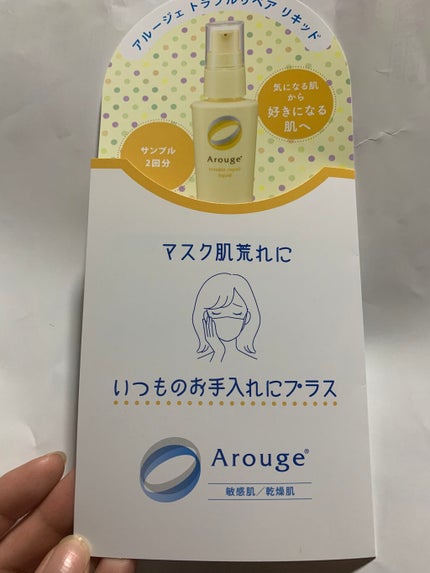 アルージェ トラブルリペア リキッド
気になる肌
から
好きになる
肌へ
サンプル
2回分
Arouge
trouble repair
liquid
マスク肌荒れに
いつものお手入れにプラス
Arouge®
敏感肌/乾燥肌